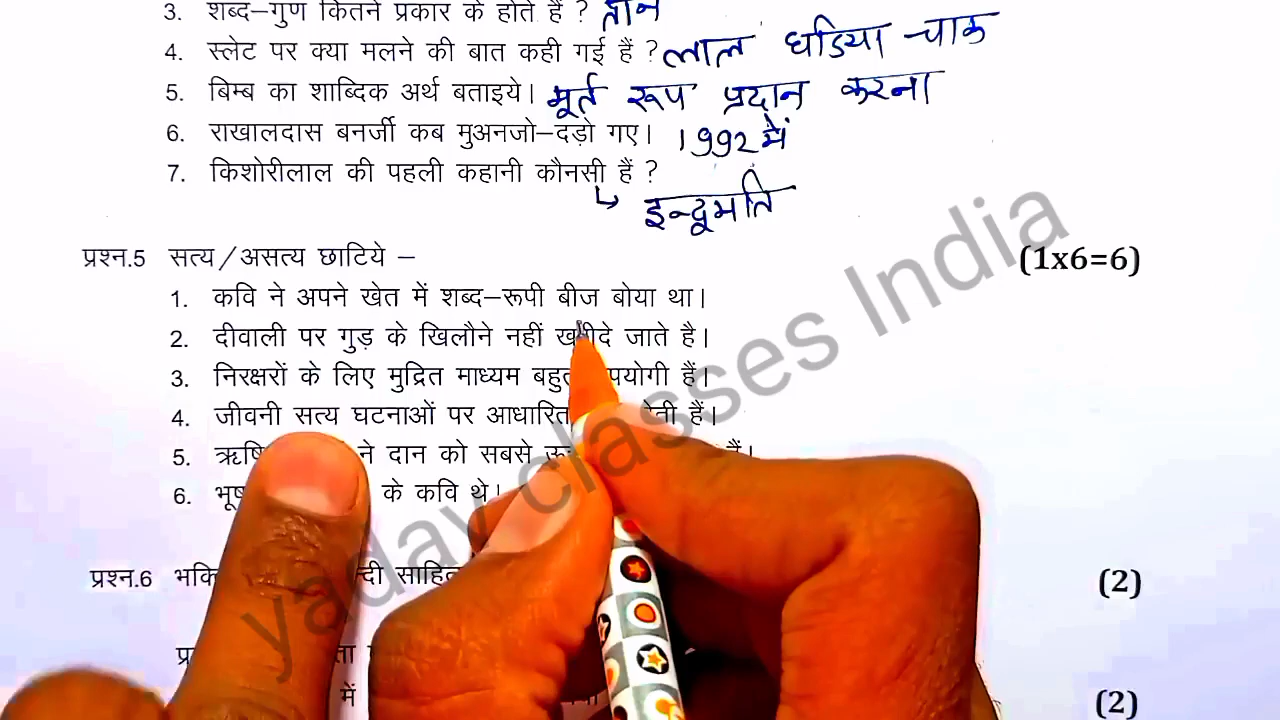 3. शब्द-गुण कितने प्रकार के होते हैं ? तीन
4. स्लेट पर क्या मलने की बात कही गई हैं ? लाल घडिया चाक
5. बिम्ब का शाब्दिक अर्थ बताइये। मूर्त रूप प्रदान करना
6. राखालदास बनर्जी कब मुअनजो-दड़ो गए। 1992 में
7. किशोरीलाल की पहली कहानी कौनसी हैं ?
↳ इन्दूमति
प्रश्न.5 सत्य/असत्य छाटिये – (1x6=6)
1. कवि ने अपने खेत में शब्द-रूपी बीज बोया था।
2. दीवाली पर गुड़ के खिलौने नहीं खरीदे जाते है।
3. निरक्षरों के लिए मुद्रित माध्यम बहुत उपयोगी हैं।
4. जीवनी सत्य घटनाओं पर आधारित होती हैं।
5. ने दान को सबसे हैं।
6. के कवि थे।
प्रश्न.6 (2)
में (2)
yadav classes India